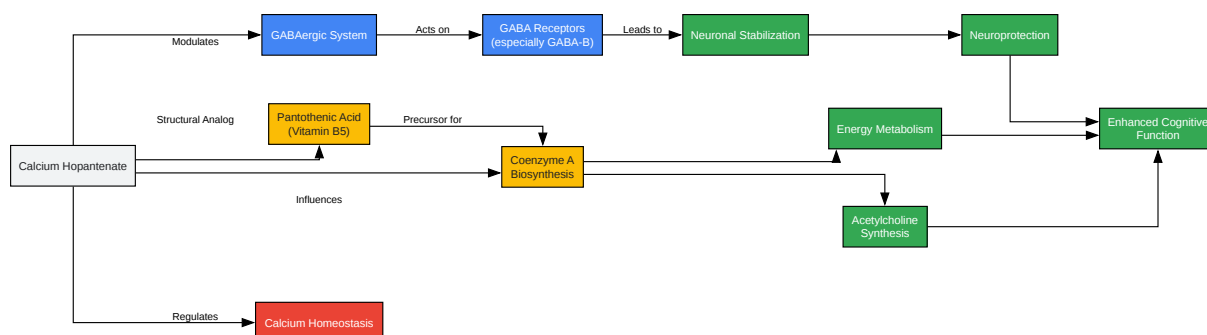 Modulates
GABAergic System
Acts on
GABA Receptors
(especially GABA-B)
Leads to
Neuronal Stabilization
Neuroprotection
Structural Analog
Pantothenic Acid
(Vitamin B5)
Precursor for
Energy Metabolism
Enhanced Cognitive
Function
Calcium Hopantenate
Coenzyme A
Biosynthesis
Influences
Acetylcholine
Synthesis
Regulates
Calcium Homeostasis